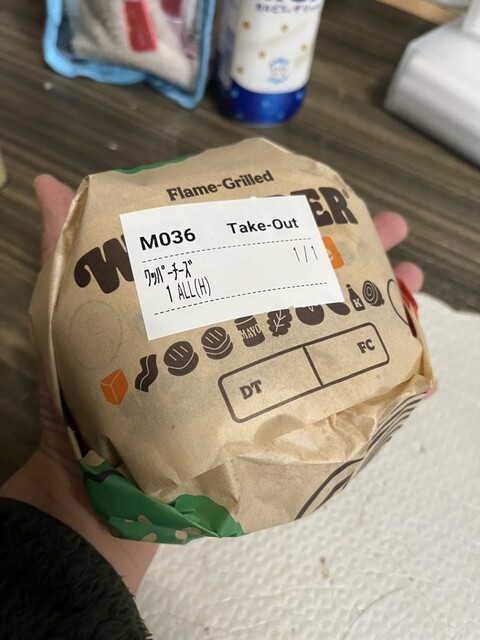 Flame-Grilled
M036 Take-Out
ﾜｯﾊﾟｰﾁｰｽﾞ 1 / 1
1 ALL(H)
MAYO
K
DT FC